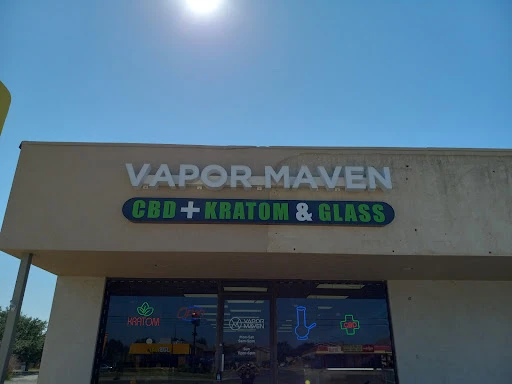 VAPOR MAVEN
CBD + KRATOM & GLASS
KRATOM
VAPOR
MAVEN